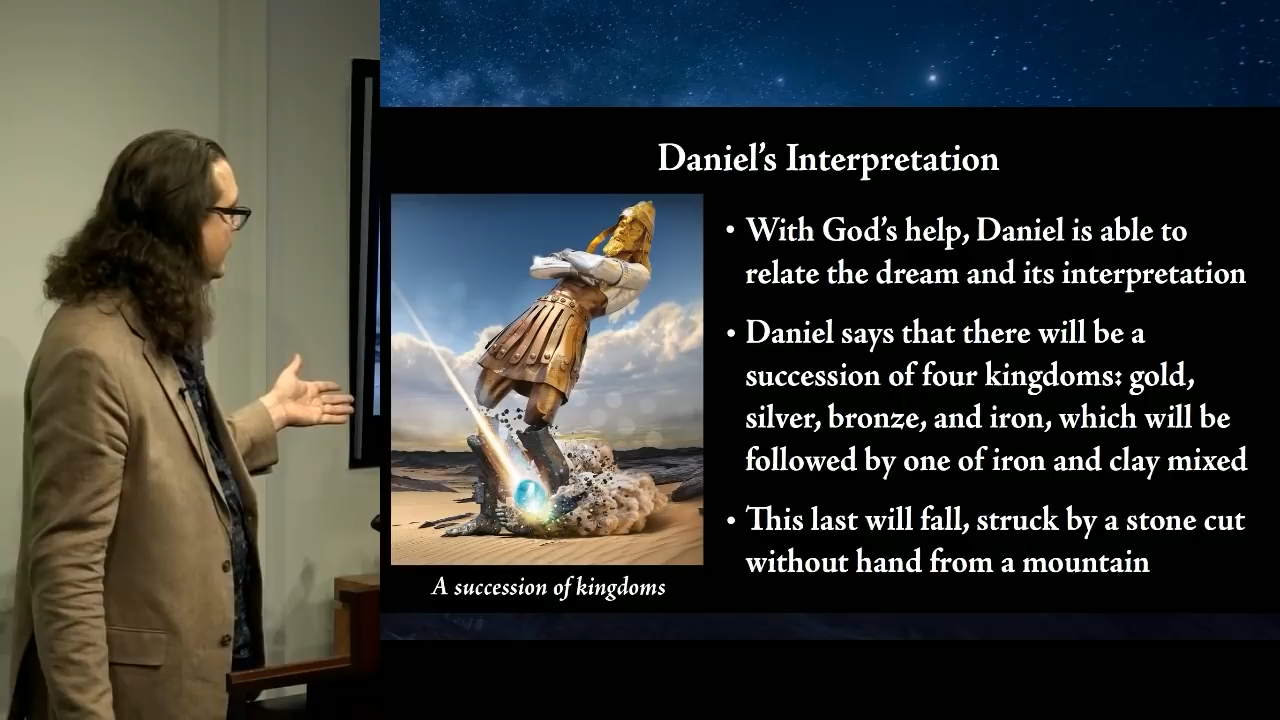 Daniel's Interpretation
• With God's help, Daniel is able to
relate the dream and its interpretation
• Daniel says that there will be a
succession of four kingdoms: gold,
silver, bronze, and iron, which will be
followed by one of iron and clay mixed
• This last will fall, struck by a stone cut
without hand from a mountain
A succession of kingdoms